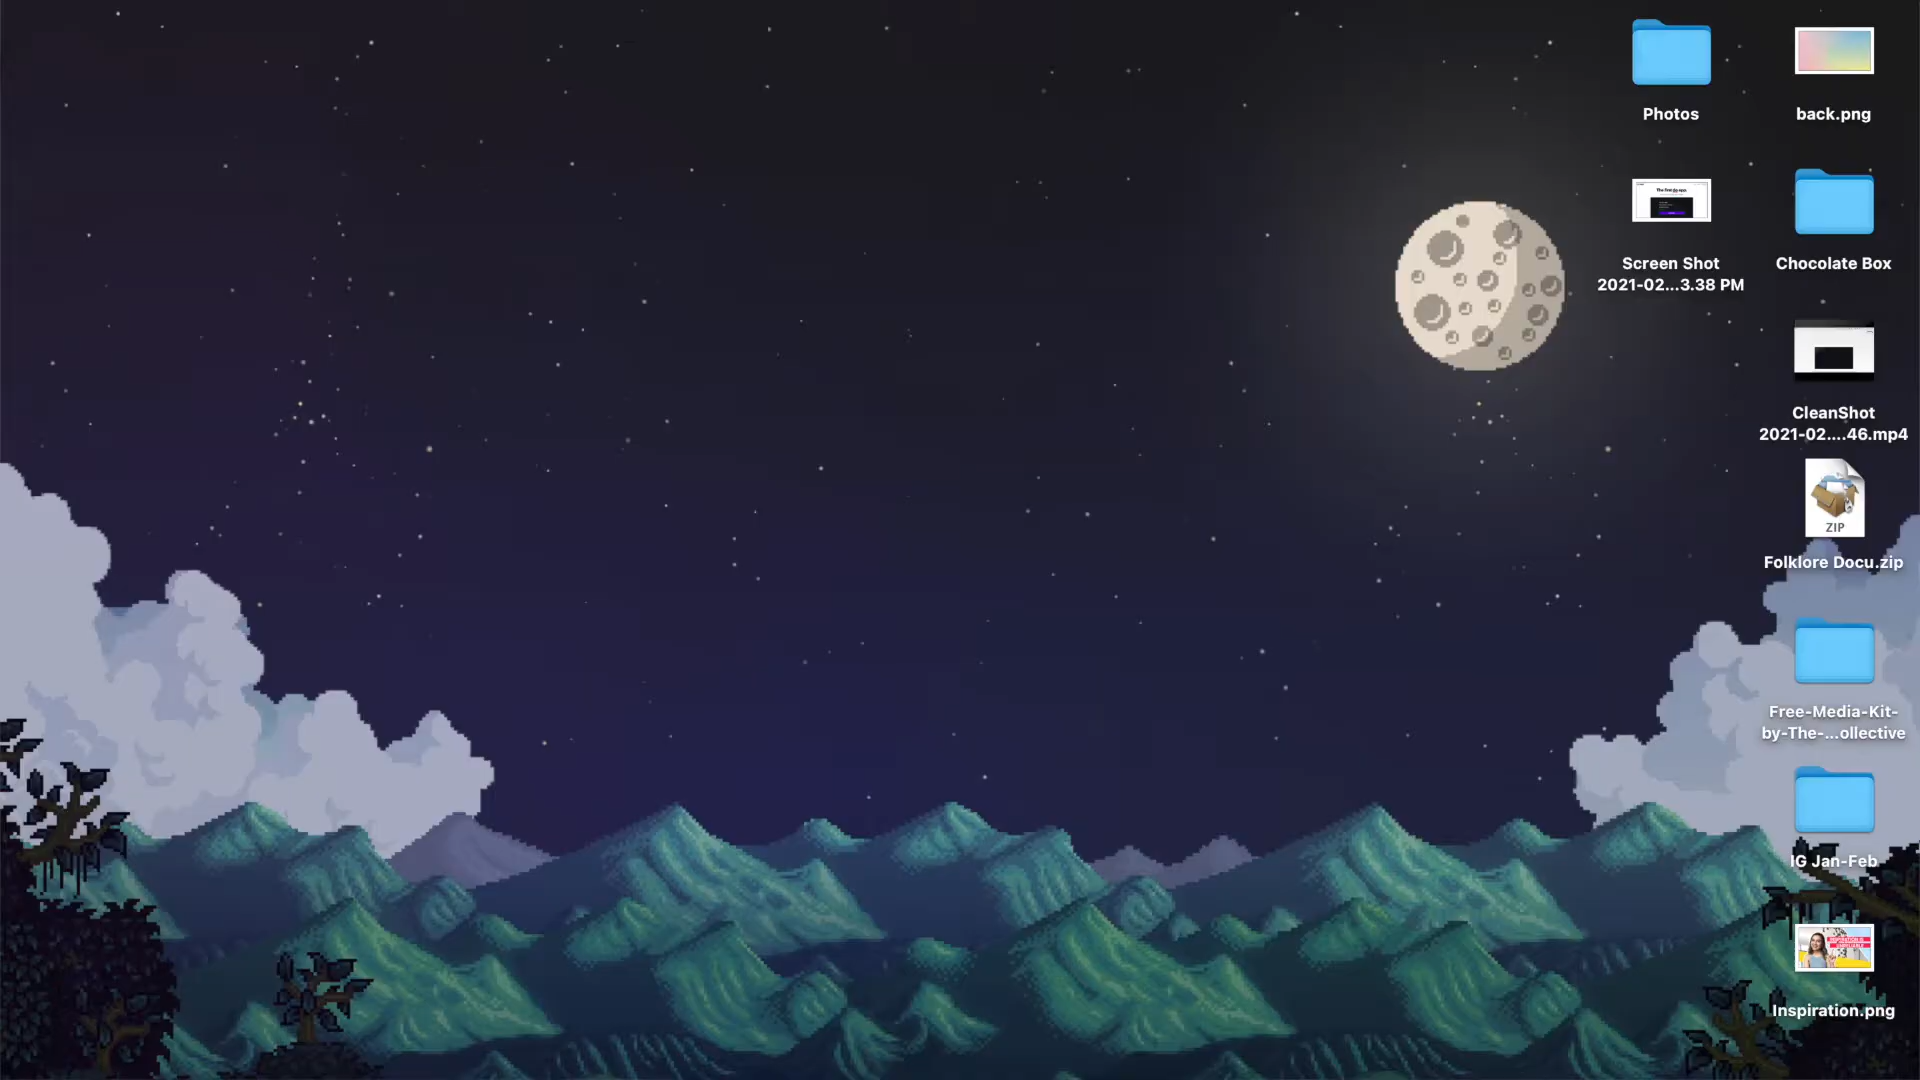 Photos
back.png
Screen Shot
2021-02...3.38 PM
Chocolate Box
CleanShot
2021-02....46.mp4
ZIP
Folklore Docu.zip
Free-Media-Kit-
by-The-...ollective
IG Jan-Feb
Inspiration.png